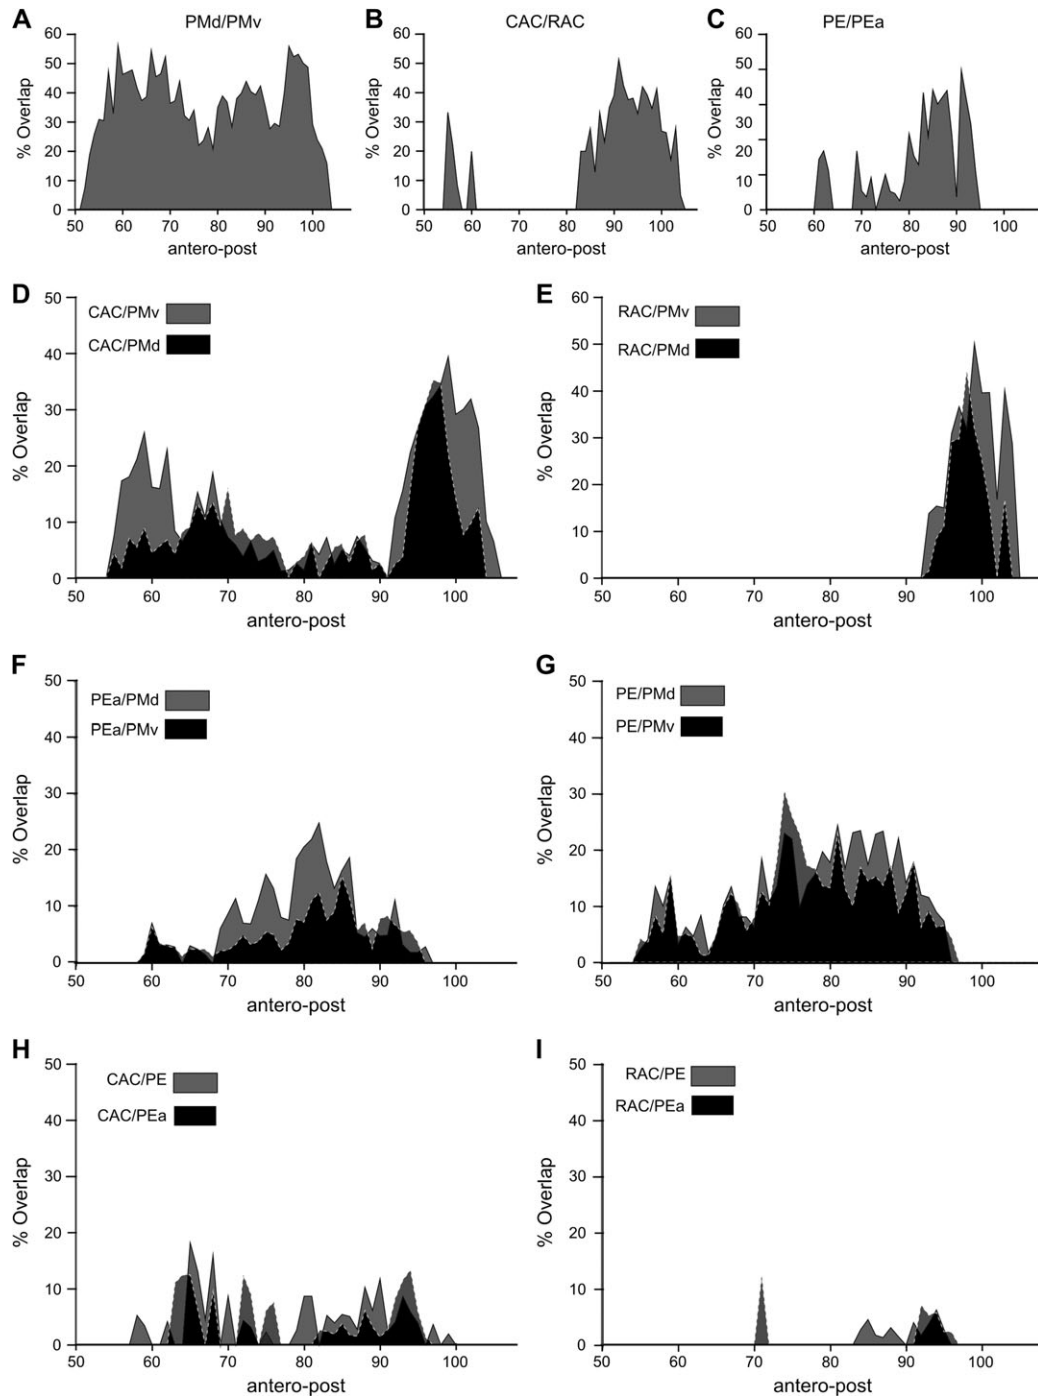 A PMd/PMv
60
50
40
30
20
10
0
% Overlap
50 60 70 80 90 100
antero-post
B CAC/RAC
60
50
40
30
20
10
0
% Overlap
50 60 70 80 90 100
antero-post
C PE/PEa
60
50
40
30
20
10
0
% Overlap
50 60 70 80 90 100
antero-post
D
CAC/PMv
CAC/PMd
50
40
30
20
10
0
% Overlap
50 60 70 80 90 100
antero-post
E
RAC/PMv
RAC/PMd
60
50
40
30
20
10
0
% Overlap
50 60 70 80 90 100
antero-post
F
PEa/PMd
PEa/PMv
50
40
30
20
10
0
% Overlap
50 60 70 80 90 100
antero-post
G
PE/PMd
PE/PMv
50
40
30
20
10
0
% Overlap
50 60 70 80 90 100
antero-post
H
CAC/PE
CAC/PEa
50
40
30
20
10
0
% Overlap
50 60 70 80 90 100
antero-post
I
RAC/PE
RAC/PEa
50
40
30
20
10
0
% Overlap
50 60 70 80 90 100
antero-post